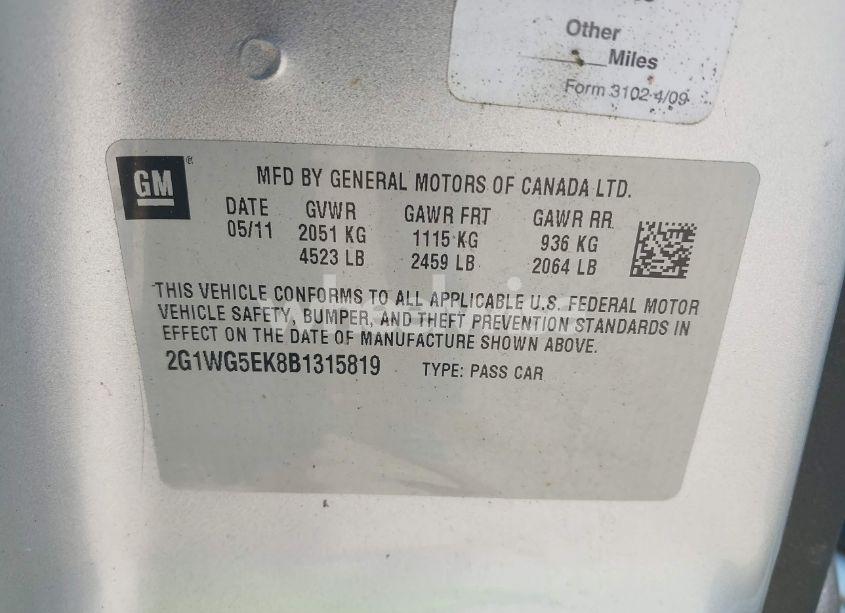 Other
Miles
Form 3102-4/09
GM
MFD BY GENERAL MOTORS OF CANADA LTD.
DATE GVWR GAWR FRT GAWR RR
05/11 2051 KG 1115 KG 936 KG
4523 LB 2459 LB 2064 LB
THIS VEHICLE CONFORMS TO ALL APPLICABLE U.S. FEDERAL MOTOR
VEHICLE SAFETY, BUMPER, AND THEFT PREVENTION STANDARDS IN
EFFECT ON THE DATE OF MANUFACTURE SHOWN ABOVE.
2G1WG5EK8B1315819 TYPE: PASS CAR